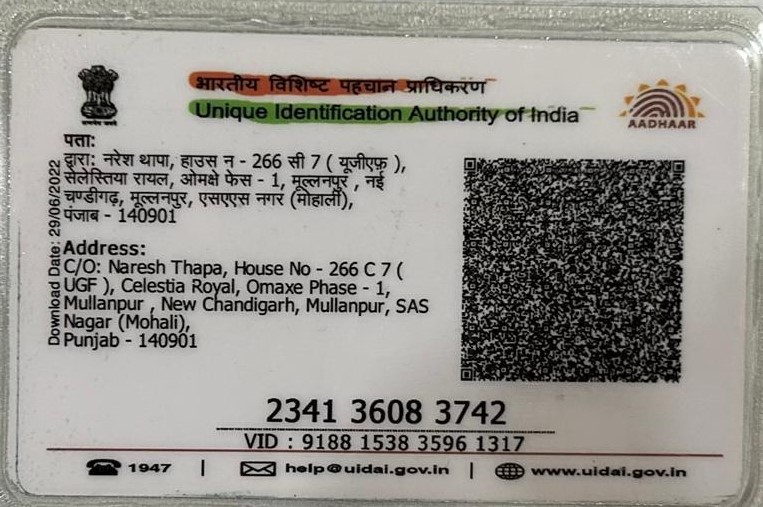 भारतीय विशिष्ट पहचान प्राधिकरण
Unique Identification Authority of India
AADHAAR
पता:
द्वारा: नरेश थापा, हाउस न - 266 सी 7 ( यूजीएफ़ ),
सेलेस्तिया रायल, ओमक्षे फेस - 1, मुल्लनपुर , नई
चण्डीगढ़, मुल्लनपुर, एसएएस नगर (मोहाली),
पंजाब - 140901
Address:
C/O: Naresh Thapa, House No - 266 C 7 (
UGF ), Celestia Royal, Omaxe Phase - 1,
Mullanpur , New Chandigarh, Mullanpur, SAS
Nagar (Mohali),
Punjab - 140901
Download Date: 29/06/2022
2341 3608 3742
VID : 9188 1538 3596 1317
1947 | help@uidai.gov.in | www.uidai.gov.in